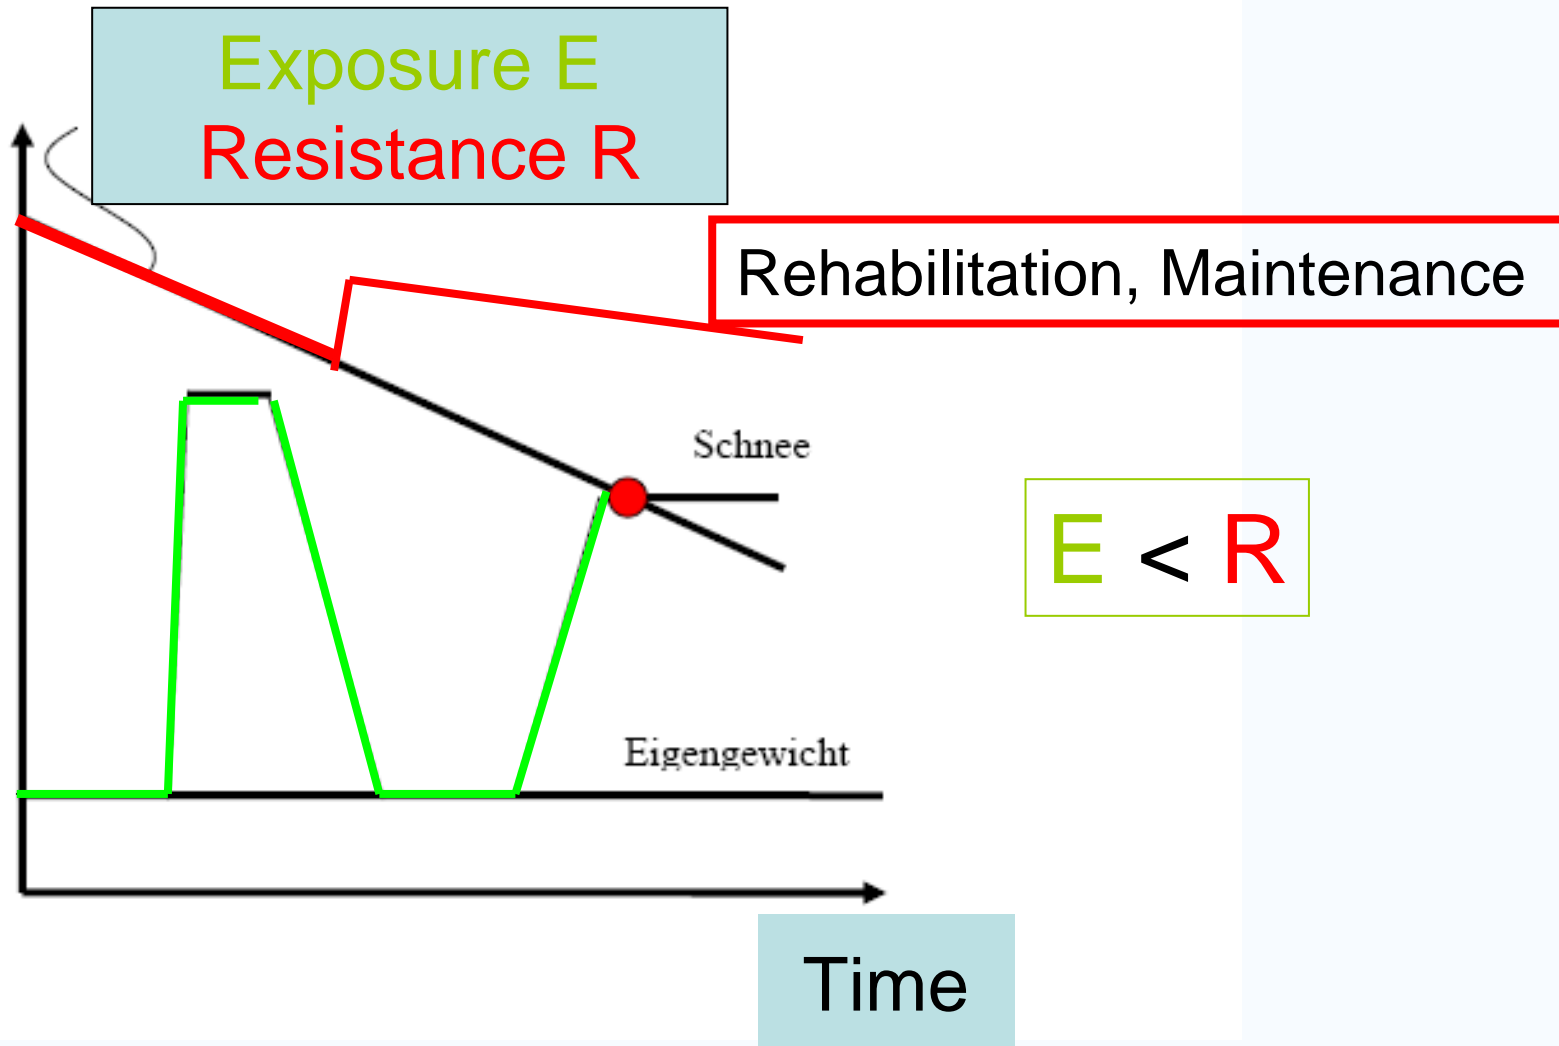 Exposure E
Resistance R
Rehabilitation, Maintenance
Schnee
E < R
Eigengewicht
Time